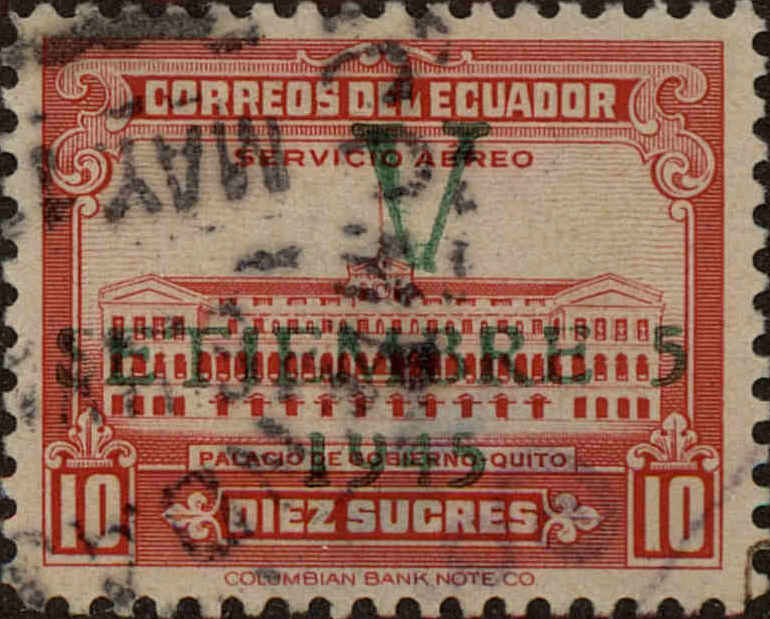 CORREOS DEL ECUADOR
SERVICIO AEREO
V
SETIEMBRE 5
1945
PALACIO DE GOBIERNO-QUITO
10 DIEZ SUCRES 10
COLUMBIAN BANK NOTE CO.
MAY